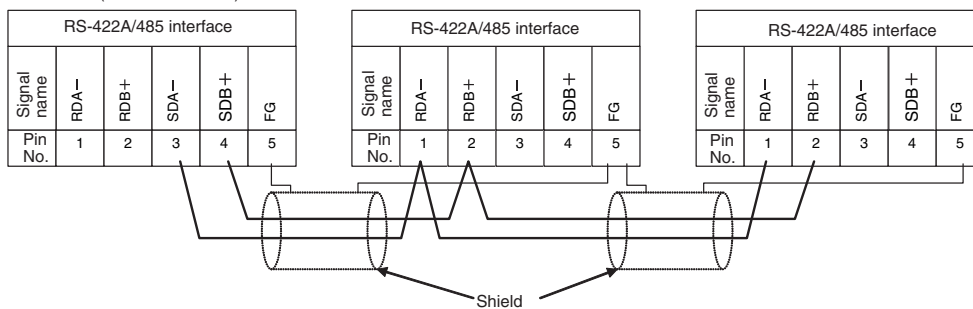 RS-422A/485 interface
Signal name RDA− RDB+ SDA− SDB+ FG
Pin No. 1 2 3 4 5
RS-422A/485 interface
Signal name RDA− RDB+ SDA− SDB+ FG
Pin No. 1 2 3 4 5
RS-422A/485 interface
Signal name RDA− RDB+ SDA− SDB+ FG
Pin No. 1 2 3 4 5
Shield